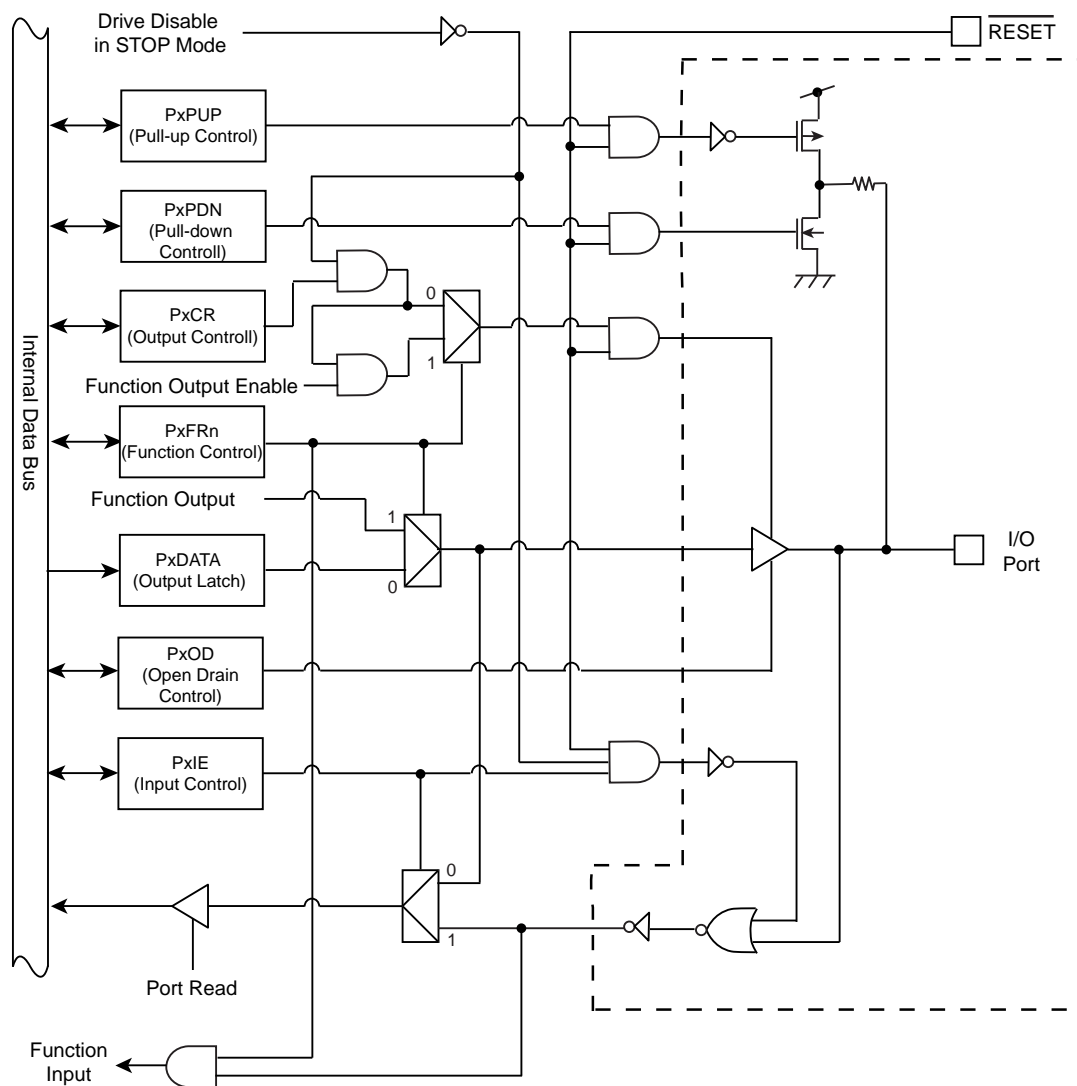 Drive Disable
in STOP Mode
RESET
PxPUP
(Pull-up Control)
PxPDN
(Pull-down
Controll)
PxCR
(Output Controll)
0
1
Function Output Enable
PxFRn
(Function Control)
Internal Data Bus
Function Output
1
0
PxDATA
(Output Latch)
I/O
Port
PxOD
(Open Drain
Control)
PxIE
(Input Control)
0
1
Port Read
Function
Input